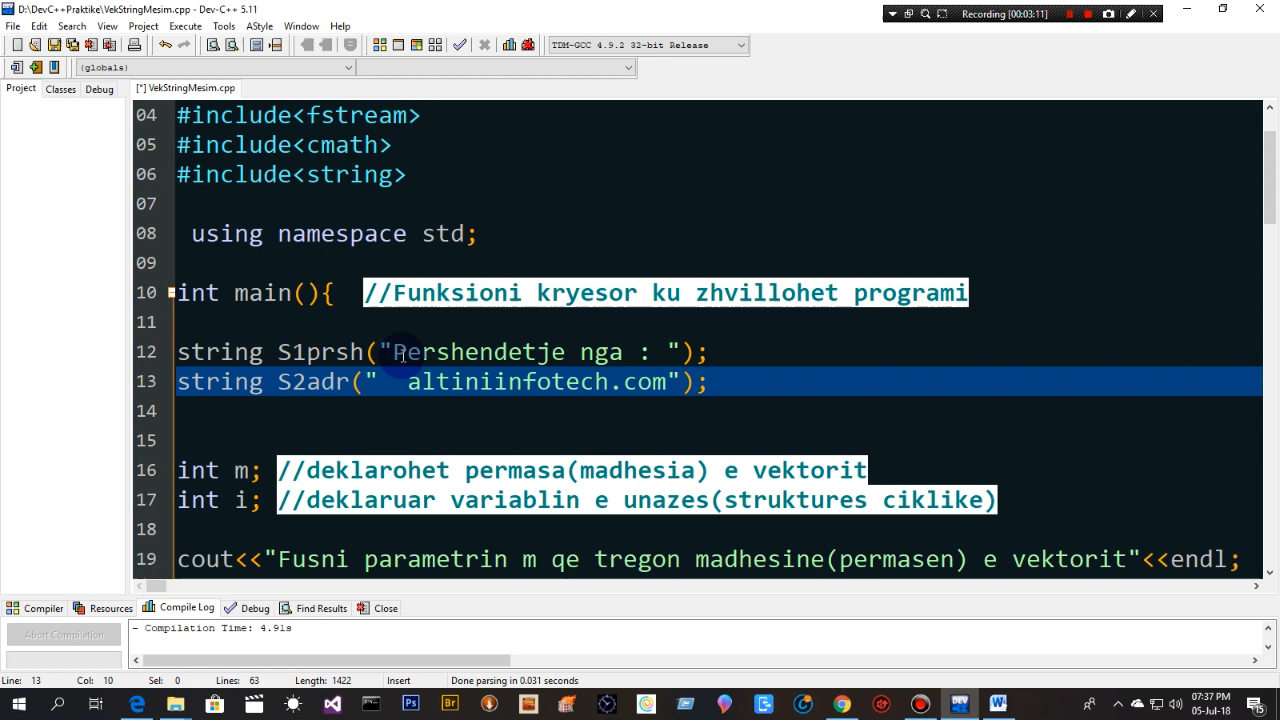 D:\DevC++Praktike\VekStringMesim.cpp - Dev-C++ 5.11
Recording (00:03:11)
File Edit Search View Project Execute Tools AStyle Window Help
TDM-GCC 4.9.2 32-bit Release
(globals)
Project Classes Debug
[*] VekStringMesim.cpp
04 #include<fstream>
05 #include<cmath>
06 #include<string>
07
08 using namespace std;
09
10 int main(){ //Funksioni kryesor ku zhvillohet programi
11
12 string S1prsh("Pershendetje nga : ");
13 string S2adr("  altiniinfotech.com");
14
15
16 int m; //deklarohet permasa(madhesia) e vektorit
17 int i; //deklaruar variablin e unazes(struktures ciklike)
18
19 cout<<"Fusni parametrin m qe tregon madhesine(permasen) e vektorit"<<endl;
Compiler Resources Compile Log Debug Find Results Close
Abort Compilation
- Compilation Time: 4.91s
Line: 13 Col: 10 Sel: 0 Lines: 63 Length: 1422 Insert Done parsing in 0.031 seconds
Ps Br DEV W
07:37 PM
05-Jul-18
15